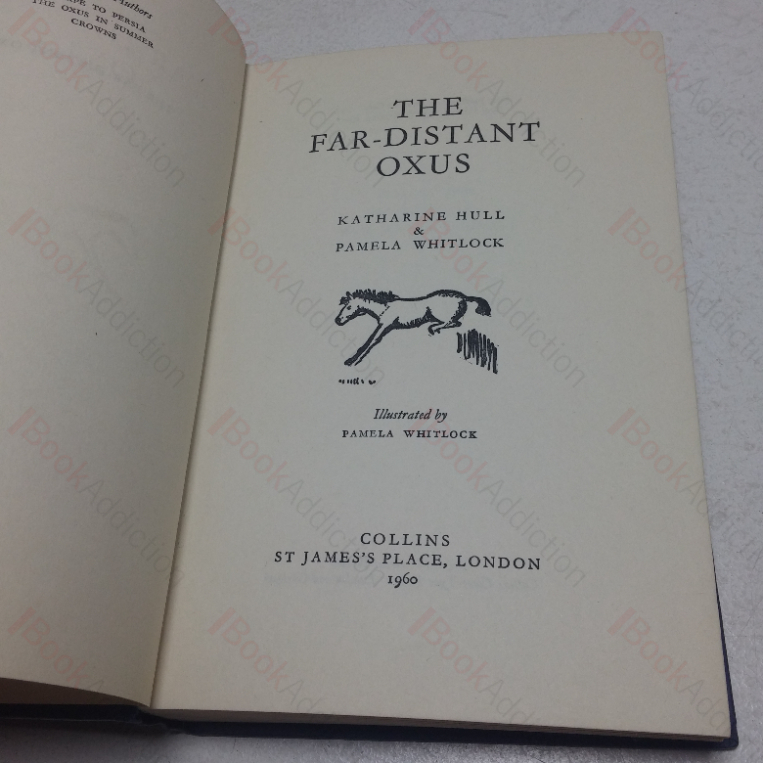 Authors
TO PERSIA
THE OXUS IN SUMMER
CROWNS
THE
FAR-DISTANT
OXUS
KATHARINE HULL
&
PAMELA WHITLOCK
Illustrated by
PAMELA WHITLOCK
COLLINS
ST JAMES'S PLACE, LONDON
1960
BookAddiction